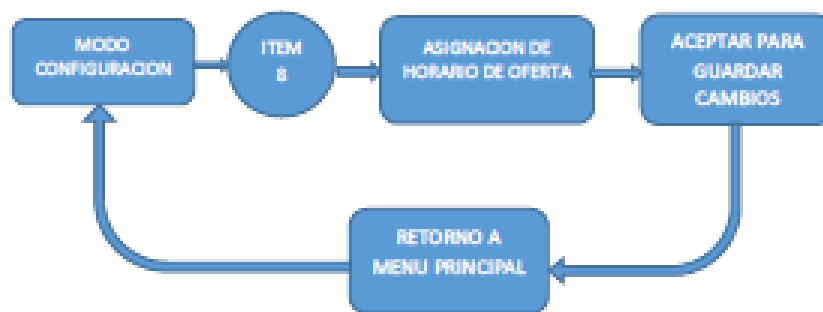 MODO
CONFIGURACION
ITEM
8
ASIGNACION DE
HORARIO DE OFERTA
ACEPTAR PARA
GUARDAR
CAMBIOS
RETORNO A
MENU PRINCIPAL